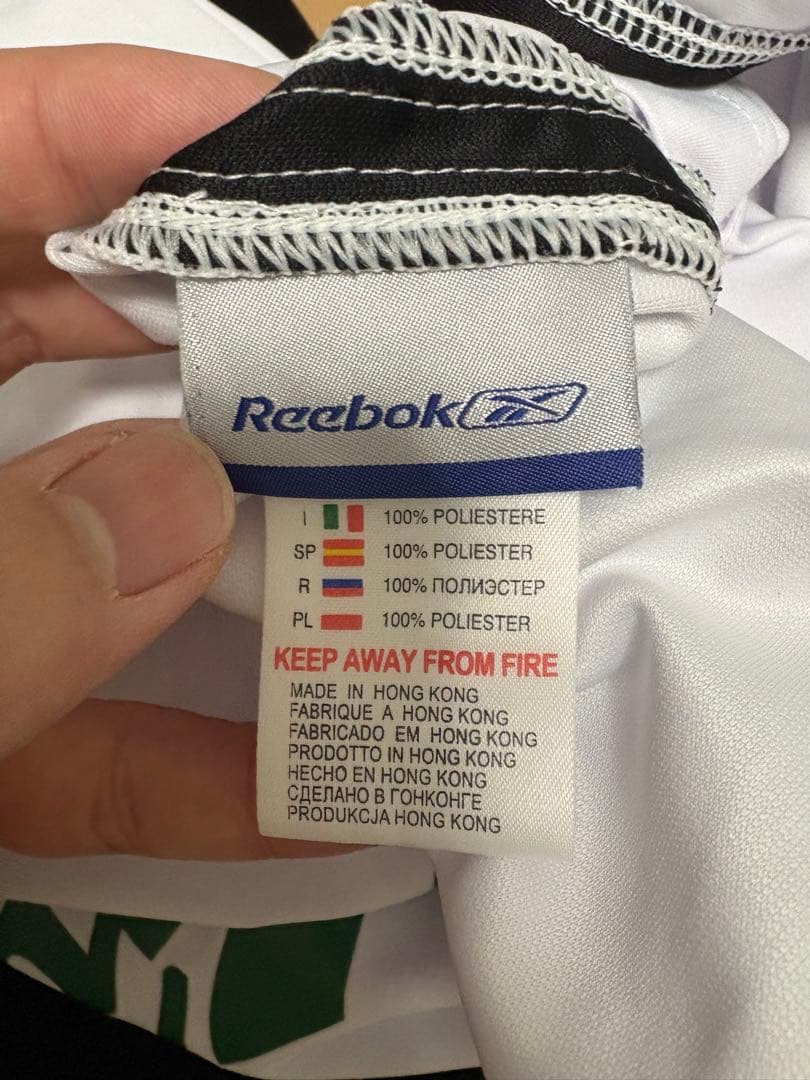 Reebok
I 100% POLIESTERE
SP 100% POLIESTER
R 100% ПОЛИЭСТЕР
PL 100% POLIESTER
KEEP AWAY FROM FIRE
MADE IN HONG KONG
FABRIQUE A HONG KONG
FABRICADO EM HONG KONG
PRODOTTO IN HONG KONG
HECHO EN HONG KONG
СДЕЛАНО В ГОНКОНГЕ
PRODUKCJA HONG KONG